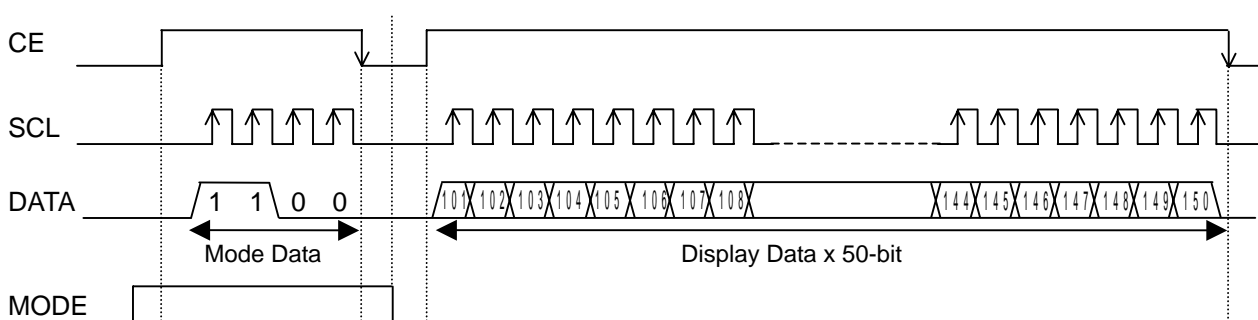 CE
SCL
DATA
1 1 0 0
101 102 103 104 105 106 107 108
144 145 146 147 148 149 150
Mode Data
Display Data x 50-bit
MODE